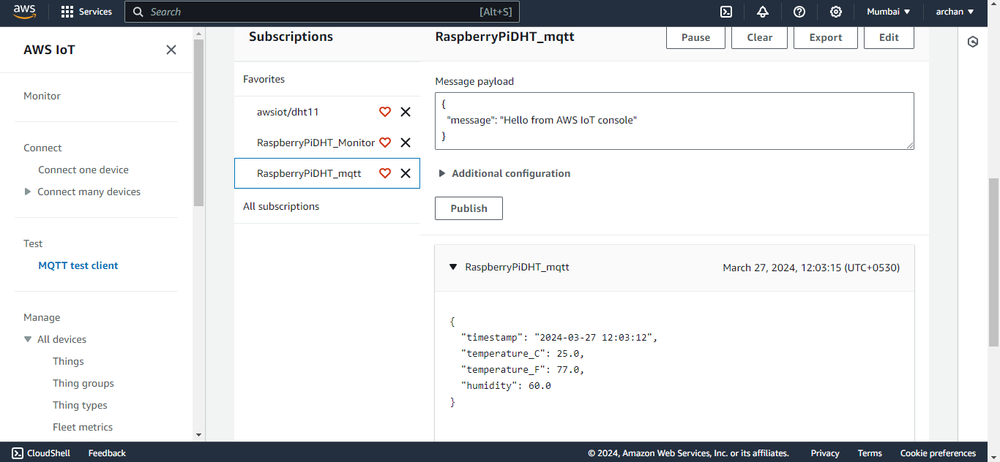 aws
Services
Search
[Alt+S]
Mumbai
archan
AWS IoT
Monitor
Connect
Connect one device
Connect many devices
Test
MQTT test client
Manage
All devices
Things
Thing groups
Thing types
Fleet metrics
Subscriptions
Favorites
awsiot/dht11
RaspberryPiDHT_Monitor
RaspberryPiDHT_mqtt
All subscriptions
RaspberryPiDHT_mqtt
Pause
Clear
Export
Edit
Message payload
{
"message": "Hello from AWS IoT console"
}
Additional configuration
Publish
RaspberryPiDHT_mqtt
March 27, 2024, 12:03:15 (UTC+0530)
{
"timestamp": "2024-03-27 12:03:12",
"temperature_C": 25.0,
"temperature_F": 77.0,
"humidity": 60.0
}
CloudShell
Feedback
© 2024, Amazon Web Services, Inc. or its affiliates.
Privacy
Terms
Cookie preferences